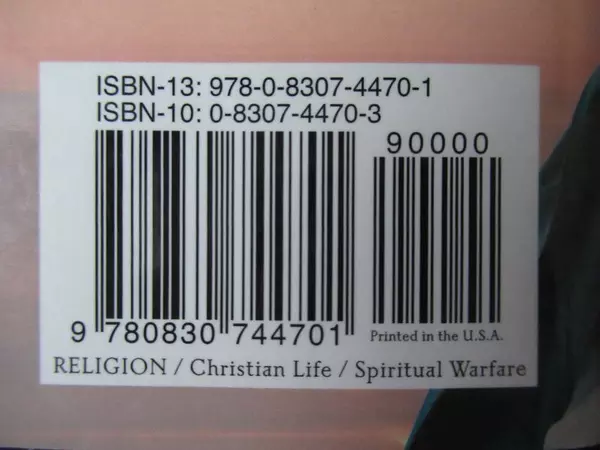 ISBN-13: 978-0-8307-4470-1
ISBN-10: 0-8307-4470-3
90000
9 780830 744701
Printed in the U.S.A.
RELIGION / Christian Life / Spiritual Warfare